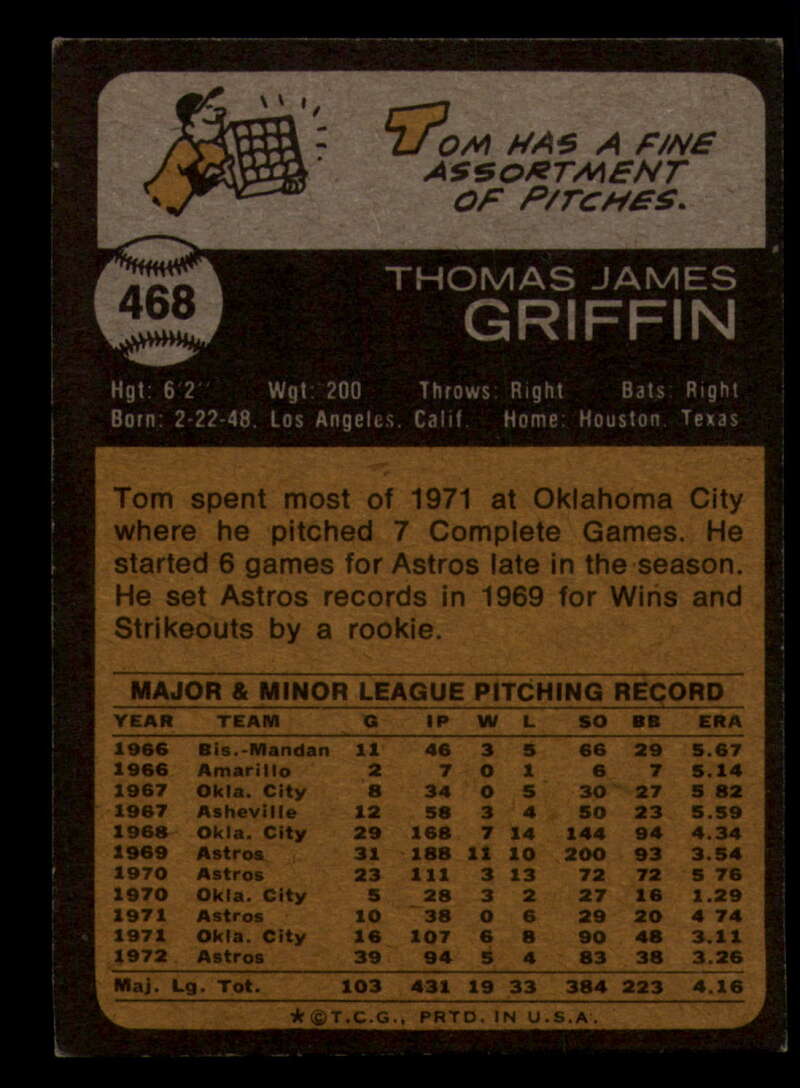 TOM HAS A FINE
ASSORTMENT
OF PITCHES.
468
THOMAS JAMES
GRIFFIN
Hgt: 6'2" Wgt: 200 Throws: Right Bats: Right
Born: 2-22-48, Los Angeles, Calif. Home: Houston, Texas
Tom spent most of 1971 at Oklahoma City
where he pitched 7 Complete Games. He
started 6 games for Astros late in the season.
He set Astros records in 1969 for Wins and
Strikeouts by a rookie.
MAJOR & MINOR LEAGUE PITCHING RECORD
YEAR TEAM G IP W L SO BB ERA
1966 Bis.-Mandan 11 46 3 5 66 29 5.67
1966 Amarillo 2 7 0 1 6 7 5.14
1967 Okla. City 8 34 0 5 30 27 5 82
1967 Asheville 12 58 3 4 50 23 5.59
1968 Okla. City 29 168 7 14 144 94 4.34
1969 Astros 31 188 11 10 200 93 3.54
1970 Astros 23 111 3 13 72 72 5 76
1970 Okla. City 5 28 3 2 27 16 1.29
1971 Astros 10 38 0 6 29 20 4 74
1971 Okla. City 16 107 6 8 90 48 3.11
1972 Astros 39 94 5 4 83 38 3.26
Maj. Lg. Tot. 103 431 19 33 384 223 4.16
★©T.C.G., PRTD. IN U.S.A.